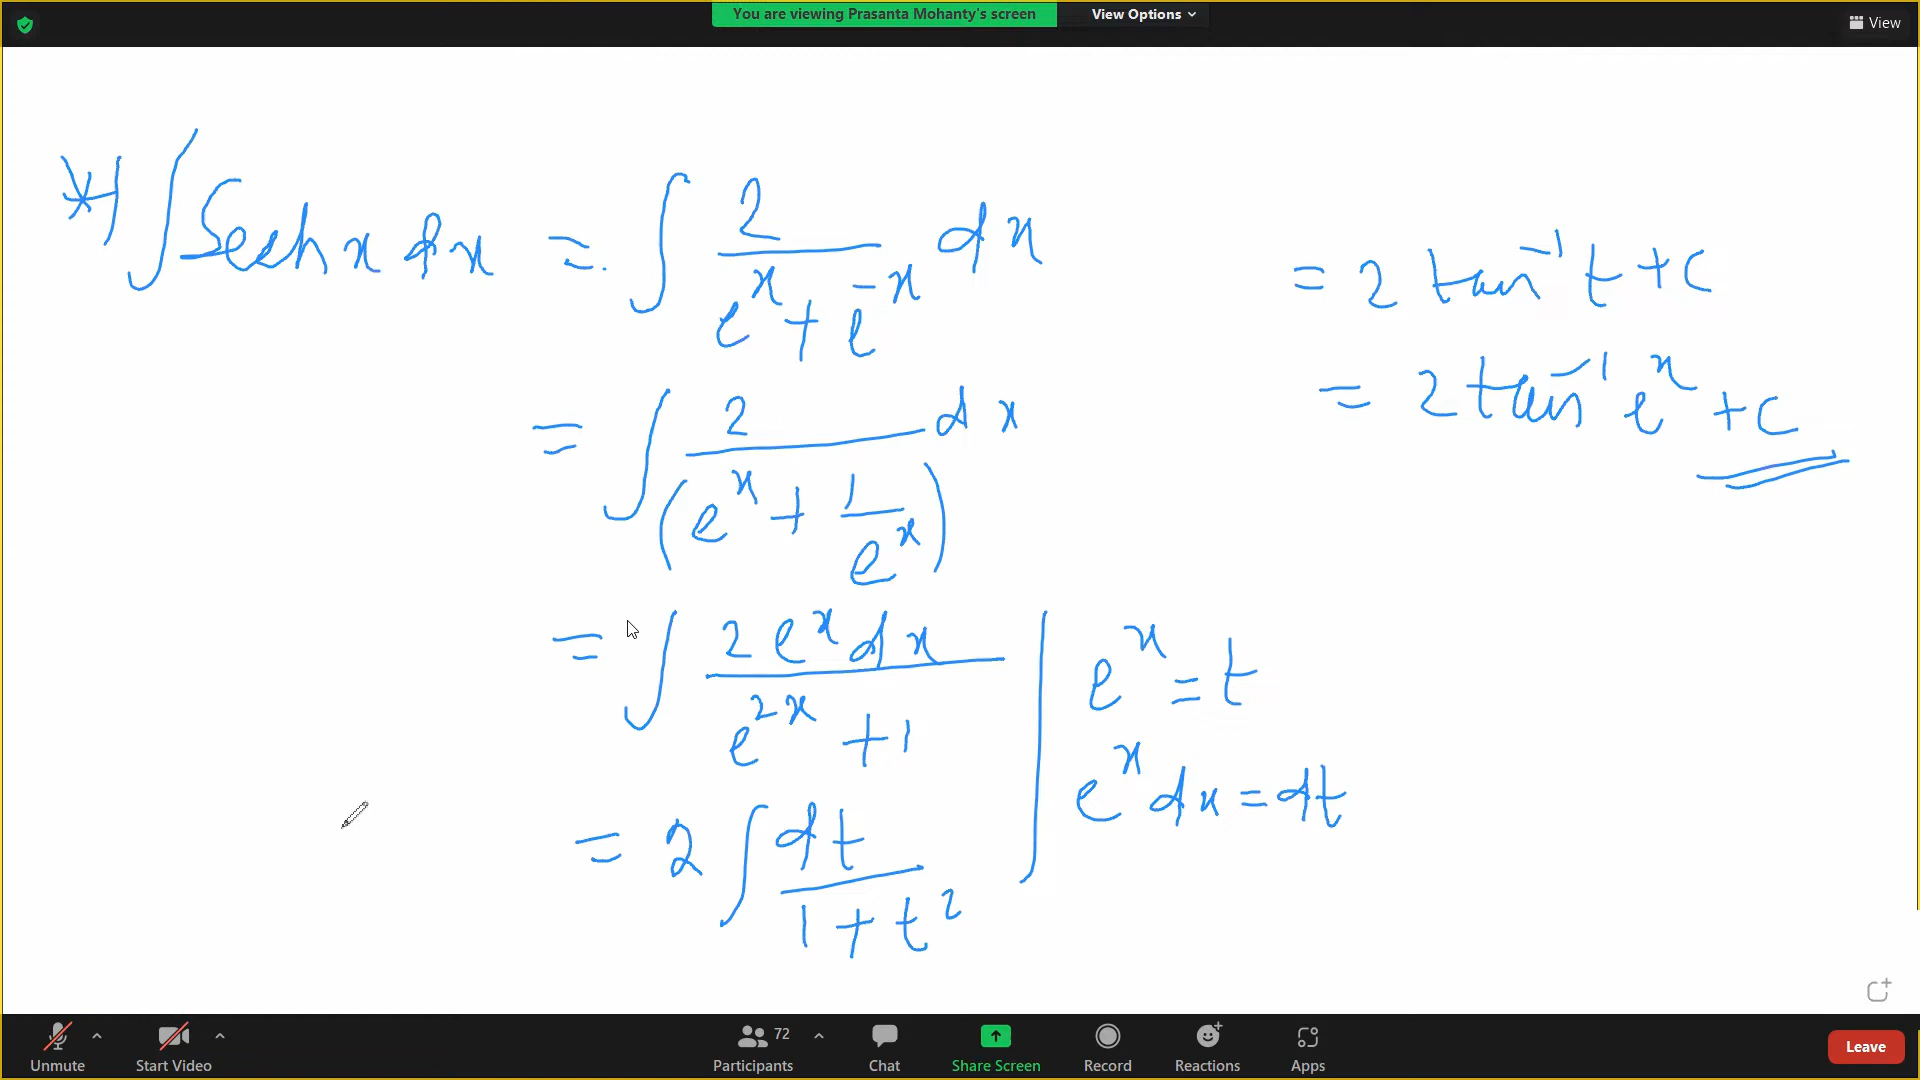 You are viewing Prasanta Mohanty's screen
View Options
View
*) ∫ Sech x dx = ∫ 2/(e^x + e^-x) dx
= ∫ 2/(e^x + 1/e^x) dx
= ∫ 2 e^x dx/(e^2x + 1)
e^x = t
e^x dx = dt
= 2 ∫ dt/(1 + t^2)
= 2 tan^-1 t + c
= 2 tan^-1 e^x + c
Unmute
Start Video
72
Participants
Chat
Share Screen
Record
Reactions
Apps
Leave